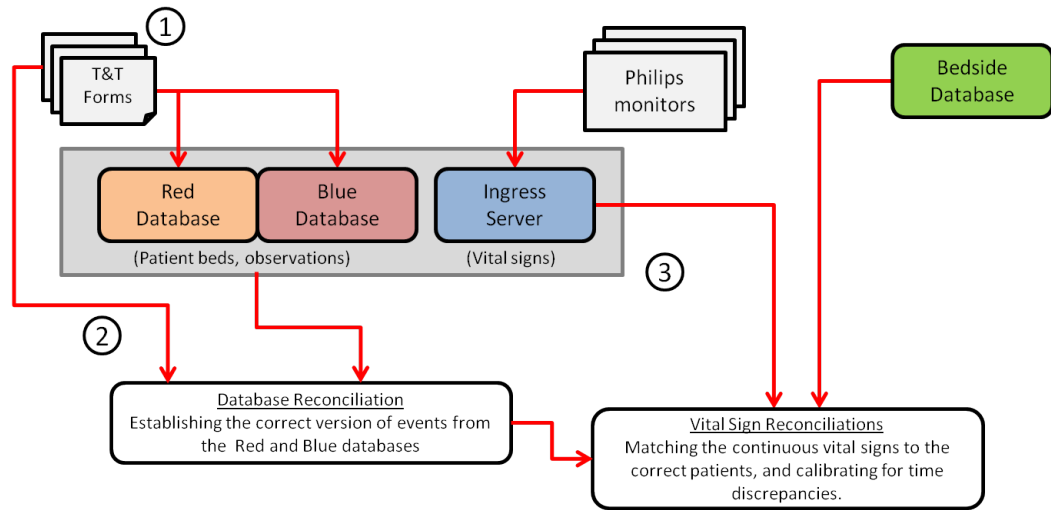 ①
T&T
Forms
Philips
monitors
Bedside
Database
Red
Database
Blue
Database
Ingress
Server
(Patient beds, observations)
(Vital signs)
③
②
Database Reconciliation
Establishing the correct version of events from
the Red and Blue databases
Vital Sign Reconciliations
Matching the continuous vital signs to the
correct patients, and calibrating for time
discrepancies.